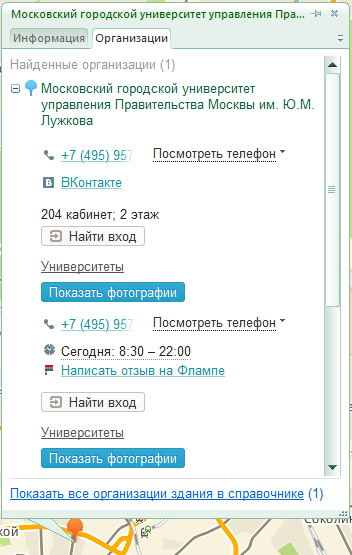 Московский городской университет управления Пра...
Информация
Организации
Найденные организации (1)
Московский городской университет
управления Правительства Москвы им. Ю.М.
Лужкова
+7 (495) 957
Посмотреть телефон
ВКонтакте
204 кабинет; 2 этаж
Найти вход
Университеты
Показать фотографии
+7 (495) 957
Посмотреть телефон
Сегодня: 8:30 – 22:00
Написать отзыв на Флампе
Найти вход
Университеты
Показать фотографии
Показать все организации здания в справочнике (1)